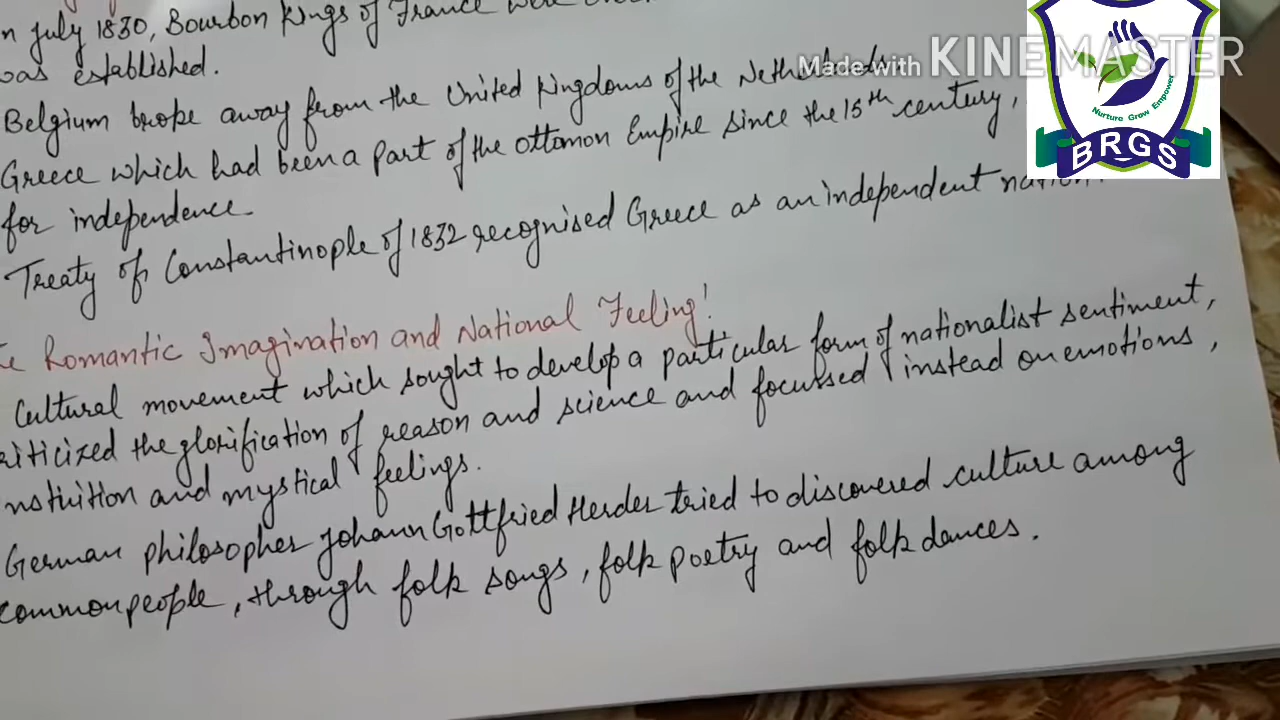 n July 1830, Bourbon Kings of France were
was established.
Belgium broke away from the United Kingdoms of the Netherlands
Greece which had been a part of the Ottomon Empire since the 15th century,
for independence
Treaty of Constantinople of 1832 recognised Greece as an independent nation
Romantic Imagination and National Feeling!
Cultural movement which sought to develop a particular form of nationalist sentiment,
criticized the glorification of reason and science and focussed instead on emotions,
nstuition and mystical feelings.
German philosopher Johann Gottfried Herder tried to discovered culture among
common people, through folk songs, folk poetry and folk dances.
Made with KINEMASTER
Nurture Grow Empower
BRGS